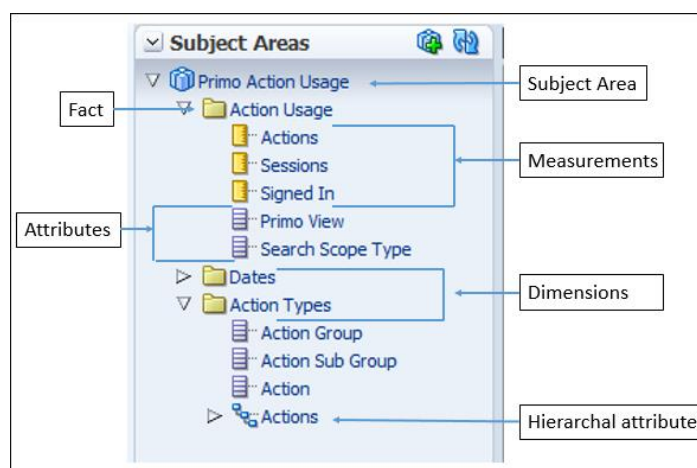 Subject Areas
Primo Action Usage
Subject Area
Fact
Action Usage
Actions
Sessions
Measurements
Signed In
Attributes
Primo View
Search Scope Type
Dates
Dimensions
Action Types
Action Group
Action Sub Group
Action
Actions
Hierarchal attribute